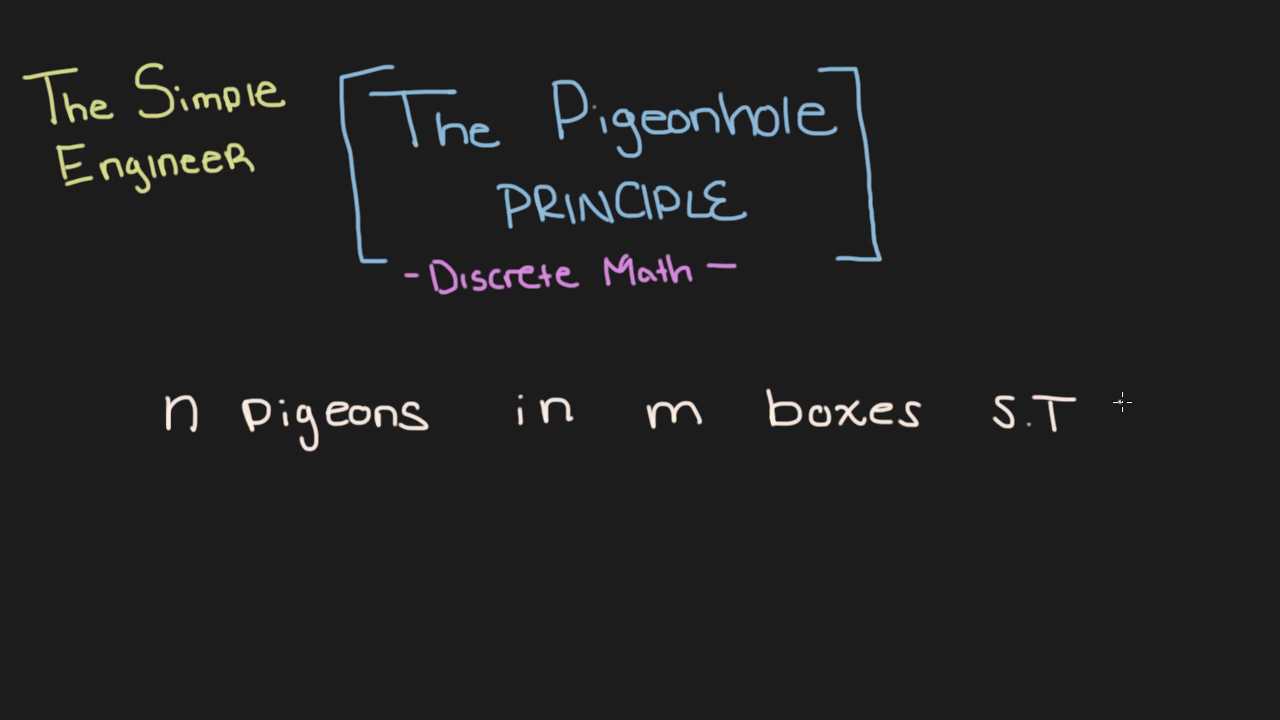 The Simple
Engineer
The Pigeonhole
PRINCIPLE
- Discrete Math -
n pigeons in m boxes S.T